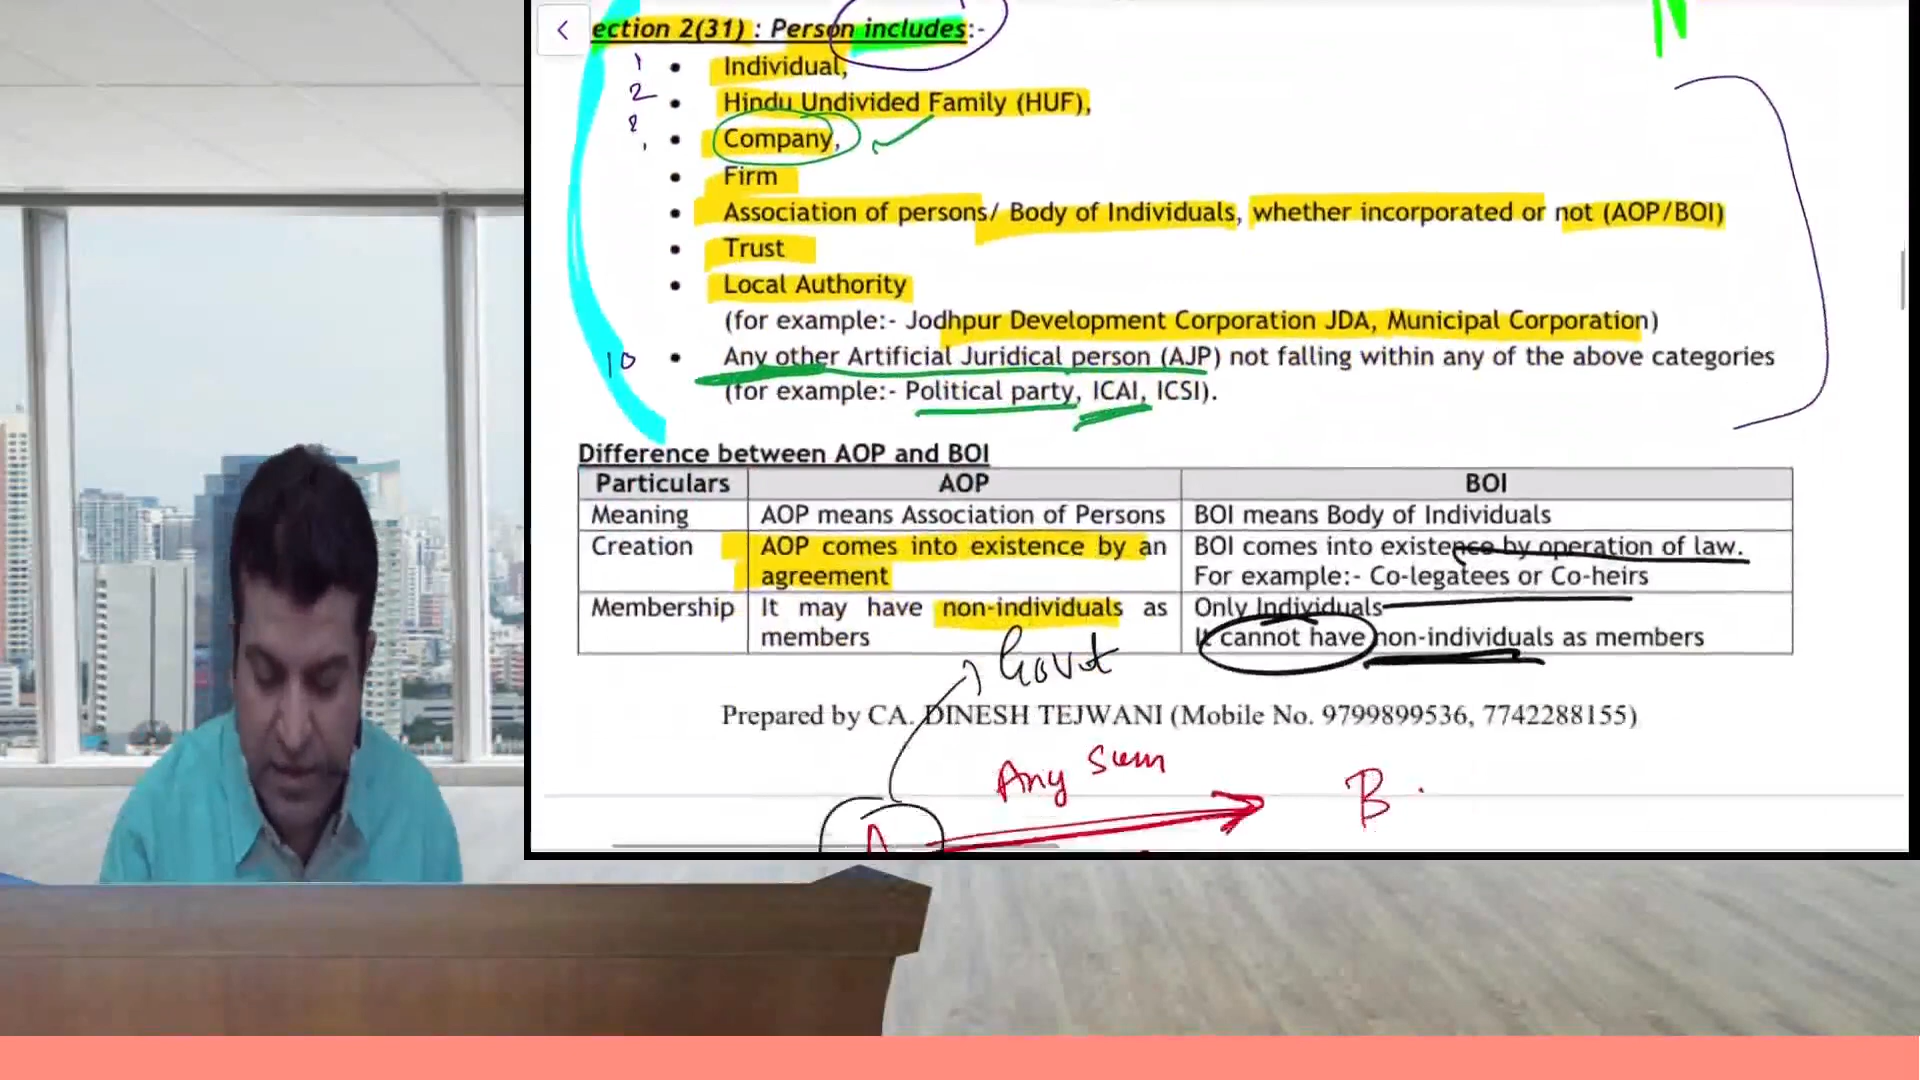 ection 2(31) : Person includes:-
1
• Individual,
2
• Hindu Undivided Family (HUF),
• Company,
• Firm
• Association of persons/ Body of Individuals, whether incorporated or not (AOP/BOI)
• Trust
• Local Authority
(for example:- Jodhpur Development Corporation JDA, Municipal Corporation)
10
• Any other Artificial Juridical person (AJP) not falling within any of the above categories
(for example:- Political party, ICAI, ICSI).
Difference between AOP and BOI
Particulars AOP BOI
Meaning AOP means Association of Persons BOI means Body of Individuals
Creation AOP comes into existence by an agreement BOI comes into existence by operation of law.
For example:- Co-legatees or Co-heirs
Membership It may have non-individuals as members Only Individuals
It cannot have non-individuals as members
Govt
Prepared by CA. DINESH TEJWANI (Mobile No. 9799899536, 7742288155)
Any Sum
B